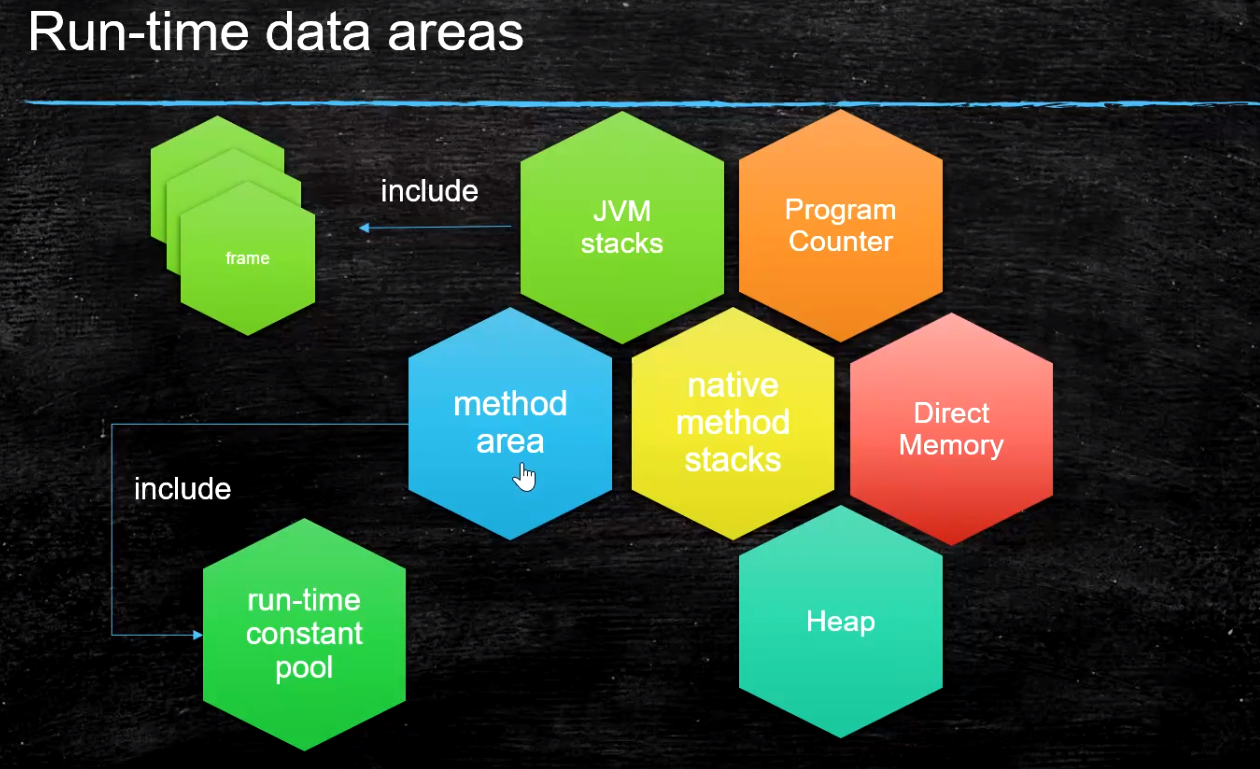 Run-time data areas
include
JVM
stacks
Program
Counter
frame
method
area
native
method
stacks
Direct
Memory
include
run-time
constant
pool
Heap